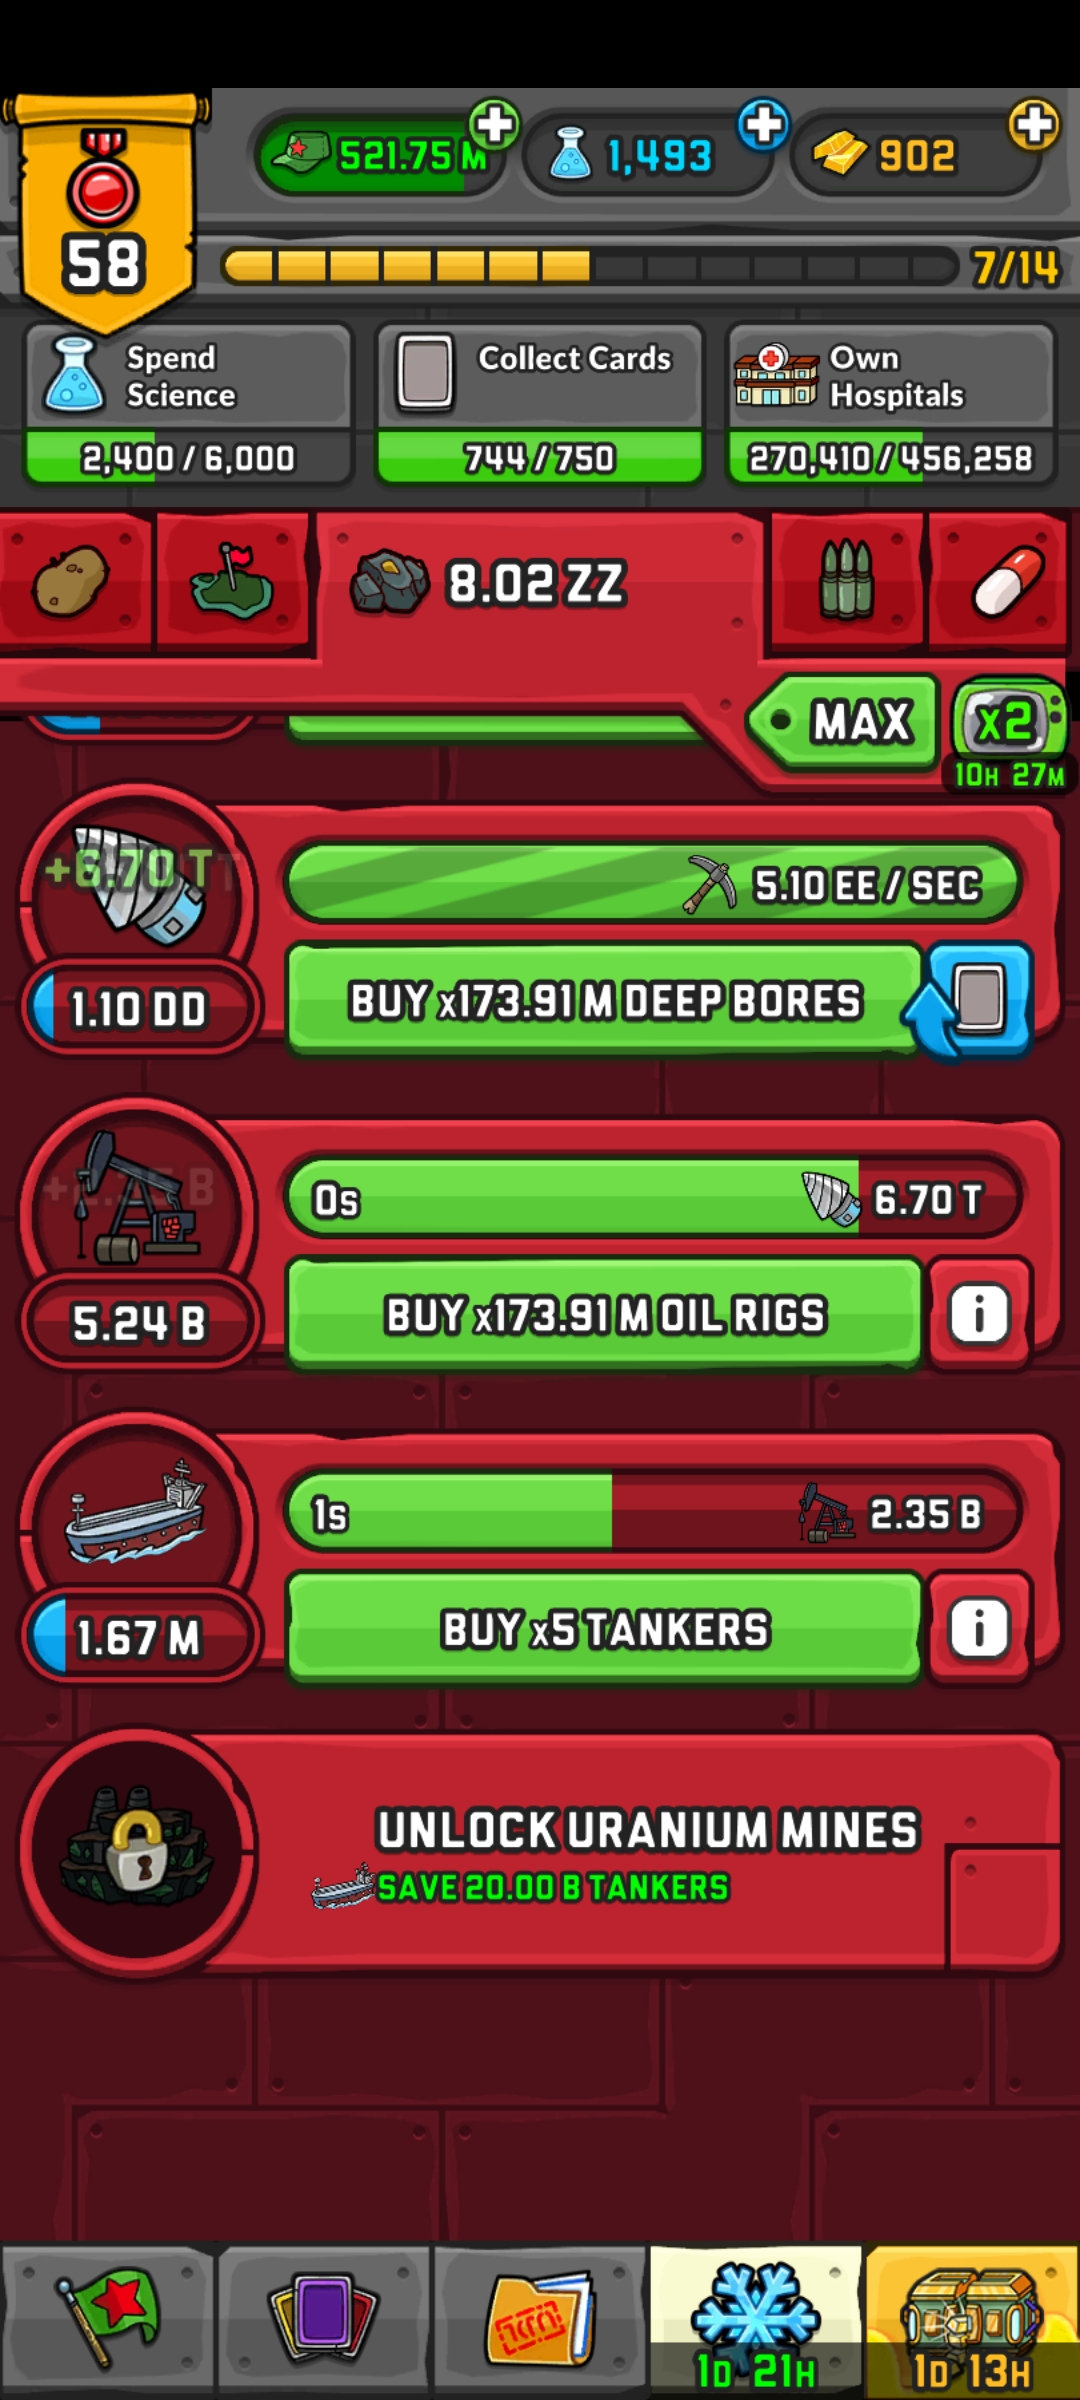 521.75 M
1,493
902
58
7/14
Spend
Science
2,400 / 6,000
Collect Cards
744 / 750
Own
Hospitals
270,410 / 456,258
8.02 ZZ
MAX
x2
10H 27M
+6.70 T
5.10 EE / SEC
1.10 DD
BUY x173.91 M DEEP BORES
+2.35 B
0s
6.70 T
5.24 B
BUY x173.91 M OIL RIGS
i
1s
2.35 B
1.67 M
BUY x5 TANKERS
i
UNLOCK URANIUM MINES
SAVE 20.00 B TANKERS
1D 21H
1D 13H